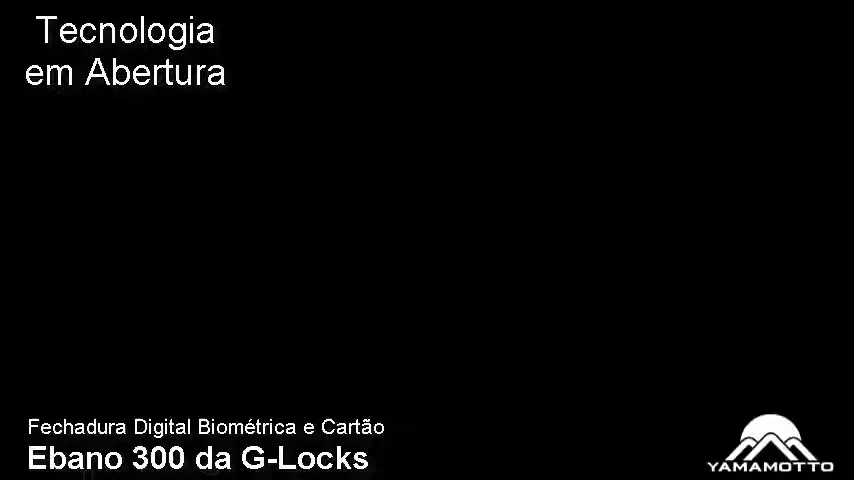 Tecnologia
em Abertura
Fechadura Digital Biométrica e Cartão
Ebano 300 da G-Locks
YAMAMOTTO